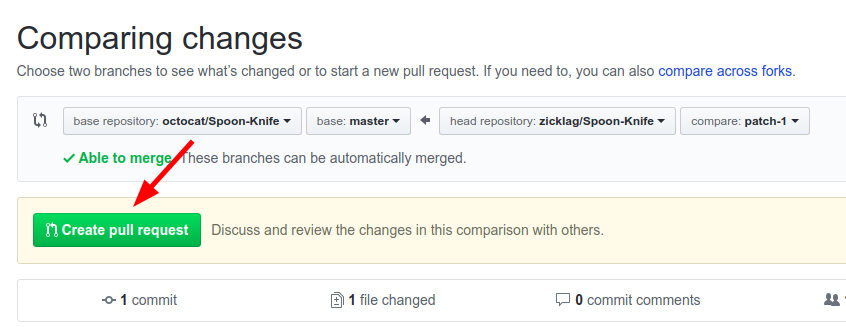 Comparing changes
Choose two branches to see what's changed or to start a new pull request. If you need to, you can also compare across forks.
base repository: octocat/Spoon-Knife base: master head repository: zicklag/Spoon-Knife compare: patch-1
Able to merge. These branches can be automatically merged.
Create pull request Discuss and review the changes in this comparison with others.
1 commit 1 file changed 0 commit comments